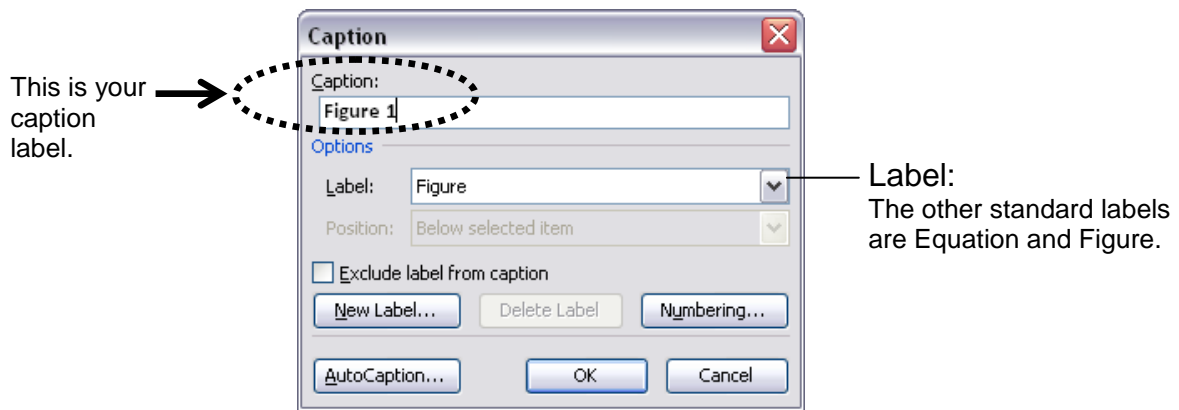 Caption
This is your
caption
label.
Caption:
Figure 1
Options
Label:
Figure
Position:
Below selected item
Label:
The other standard labels
are Equation and Figure.
Exclude label from caption
New Label...
Delete Label
Numbering...
AutoCaption...
OK
Cancel